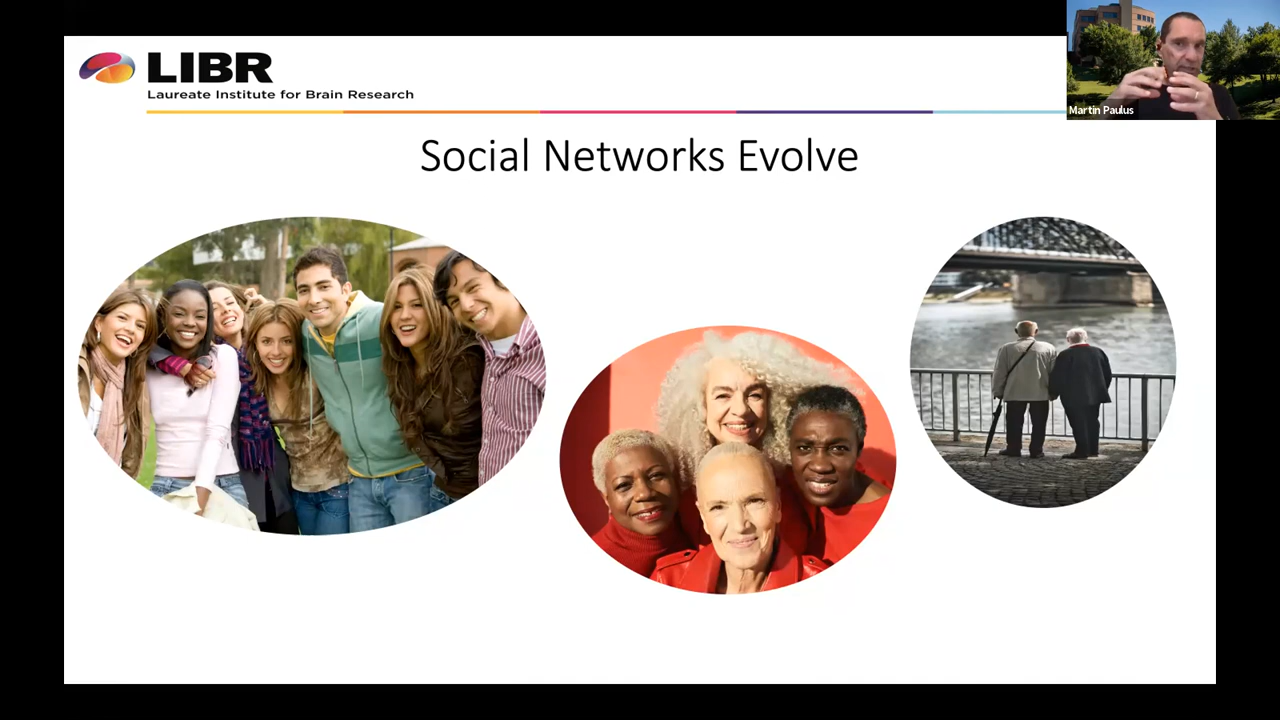 LIBR
Laureate Institute for Brain Research
Martin Paulus
Social Networks Evolve